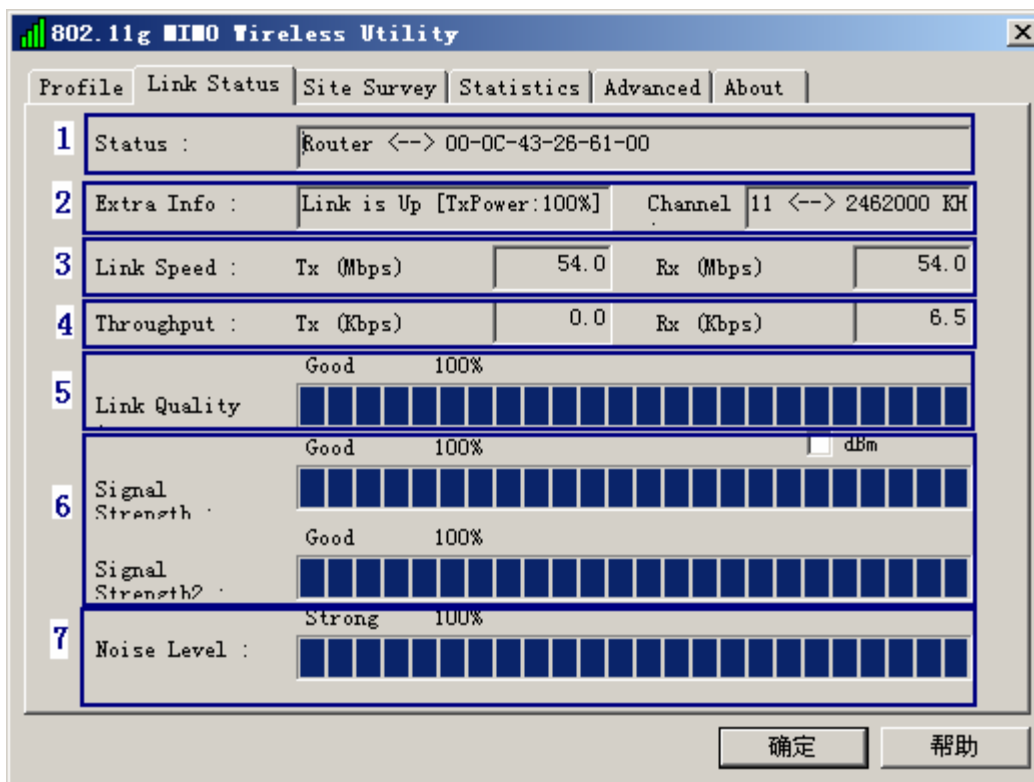 802.11g MIMO Wireless Utility
Profile Link Status Site Survey Statistics Advanced About
1 Status : Router <--> 00-0C-43-26-61-00
2 Extra Info : Link is Up [TxPower:100%] Channel 11 <--> 2462000 KH
3 Link Speed : Tx (Mbps) 54.0 Rx (Mbps) 54.0
4 Throughput : Tx (Kbps) 0.0 Rx (Kbps) 6.5
Good 100%
5 Link Quality
Good 100% dBm
6 Signal
Strength :
Good 100%
Signal
Strength2 :
Strong 100%
7 Noise Level :
确定 帮助